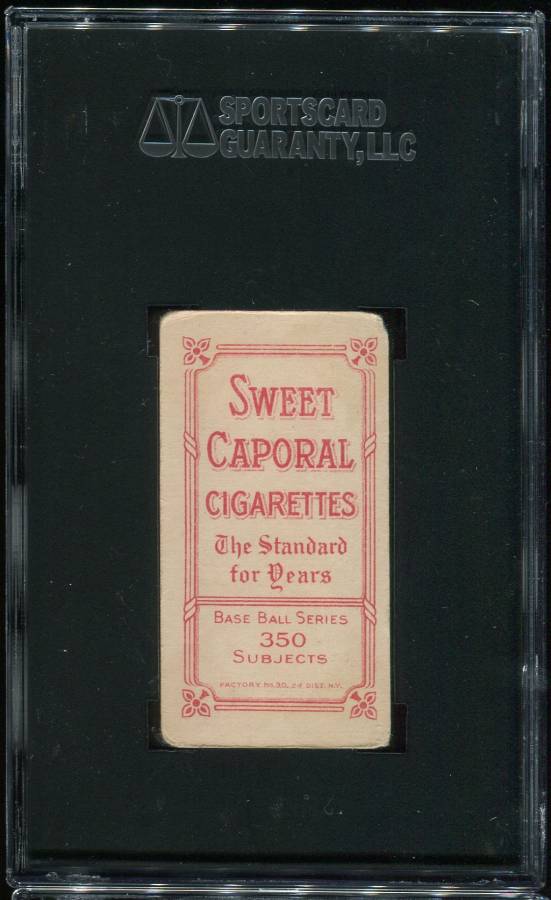 SPORTSCARD
GUARANTY, LLC
SWEET
CAPORAL
CIGARETTES
The Standard
for Years
BASE BALL SERIES
350
SUBJECTS
FACTORY No. 30, 2d DIST. N.Y.